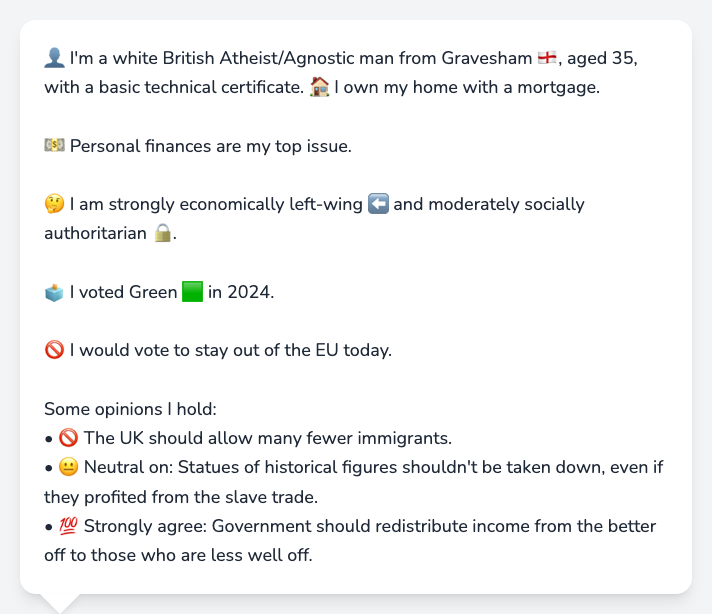 👤 I'm a white British Atheist/Agnostic man from Gravesham 🏴󠁧󠁢󠁥󠁮󠁧󠁿, aged 35,
with a basic technical certificate. 🏠 I own my home with a mortgage.
💵 Personal finances are my top issue.
🤔 I am strongly economically left-wing ⬅️ and moderately socially
authoritarian 🔒.
🗳️ I voted Green 🟩 in 2024.
🚫 I would vote to stay out of the EU today.
Some opinions I hold:
• 🚫 The UK should allow many fewer immigrants.
• 😐 Neutral on: Statues of historical figures shouldn't be taken down, even if
they profited from the slave trade.
• 💯 Strongly agree: Government should redistribute income from the better
off to those who are less well off.